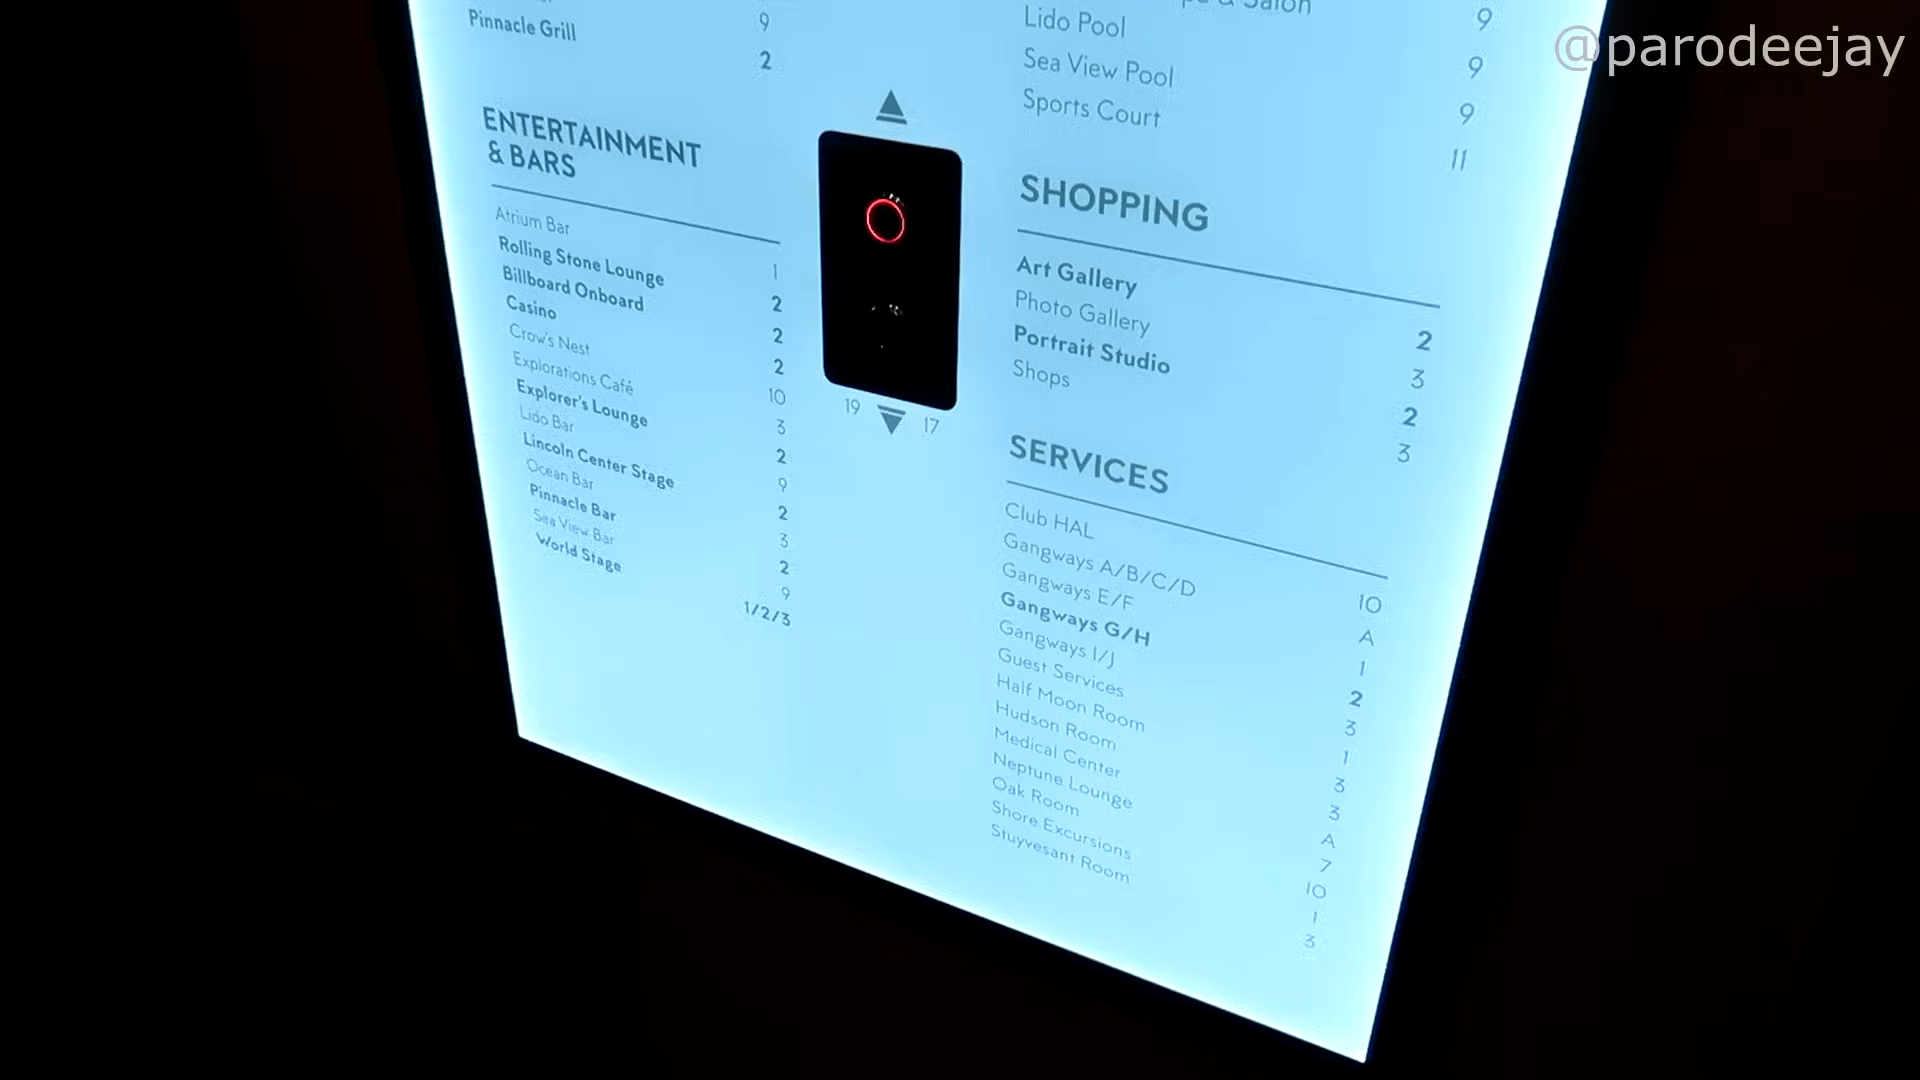 Pinnacle Grill 2
9
ENTERTAINMENT
& BARS
Atrium Bar 1
Rolling Stone Lounge 2
Billboard Onboard 2
Casino 2
Crow's Nest 10
Explorations Café 3
Explorer's Lounge 2
Lido Bar 9
Lincoln Center Stage 2
Ocean Bar 3
Pinnacle Bar 2
Sea View Bar 9
World Stage 1/2/3
19 17
& Salon 9
Lido Pool 9
Sea View Pool 9
Sports Court 11
SHOPPING
Art Gallery 2
Photo Gallery 3
Portrait Studio 2
Shops 3
SERVICES
Club HAL 10
Gangways A/B/C/D A
Gangways E/F 1
Gangways G/H 2
Gangways I/J 3
Guest Services 1
Half Moon Room 3
Hudson Room 3
Medical Center A
Neptune Lounge 7
Oak Room 10
Shore Excursions 1
Stuyvesant Room 3
@parodeejay